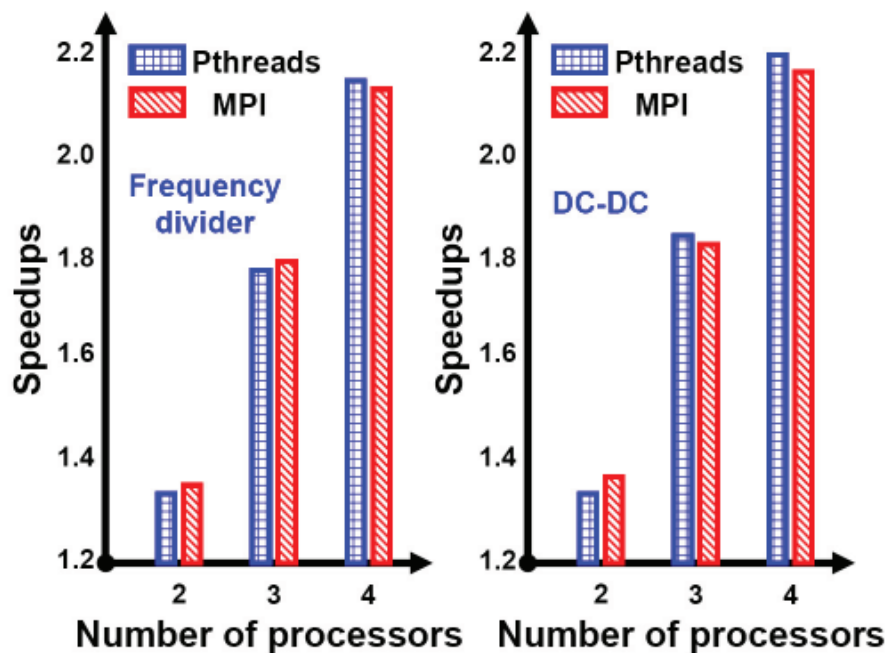 2.2
Pthreads
MPI
2.0
Frequency
divider
1.8
1.6
1.4
1.2
Speedups
2 3 4
Number of processors
2.2
Pthreads
MPI
2.0
DC-DC
1.8
1.6
1.4
1.2
Speedups
2 3 4
Number of processors